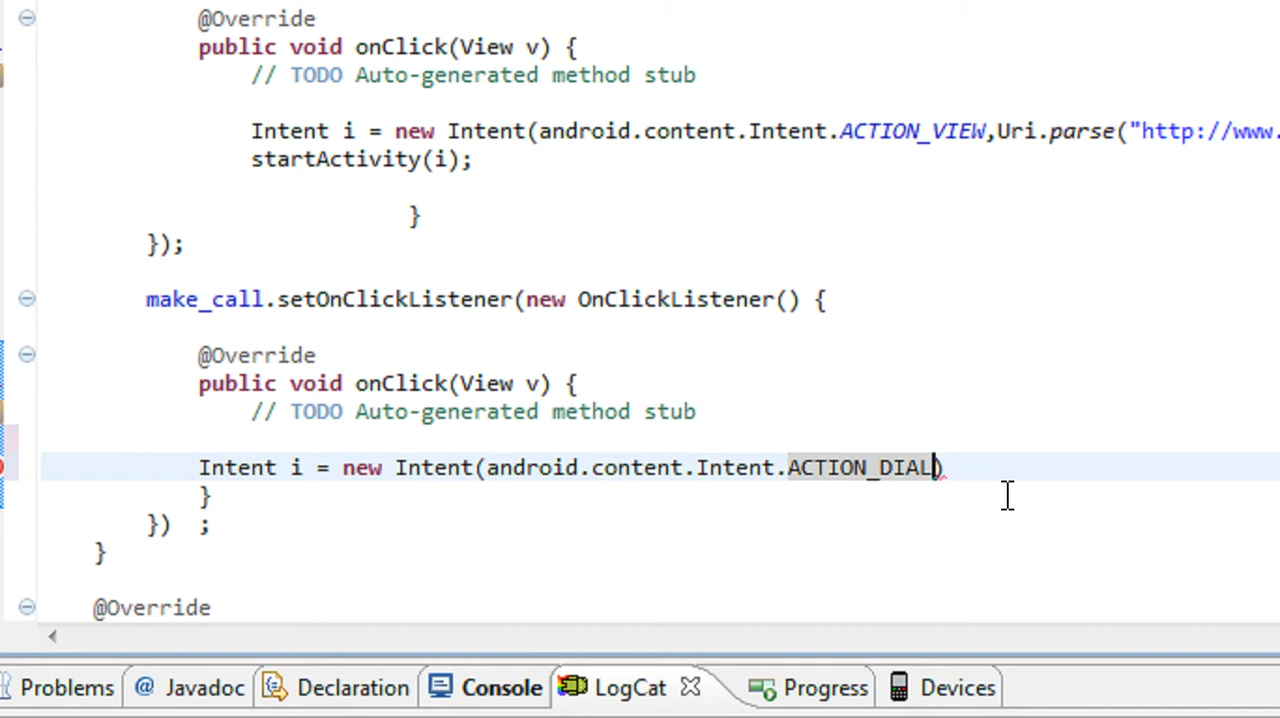 @Override
public void onClick(View v) {
// TODO Auto-generated method stub
Intent i = new Intent(android.content.Intent.ACTION_VIEW,Uri.parse("http://www.
startActivity(i);
}
});
make_call.setOnClickListener(new OnClickListener() {
@Override
public void onClick(View v) {
// TODO Auto-generated method stub
Intent i = new Intent(android.content.Intent.ACTION_DIAL)
}
}) ;
}
@Override
Problems @ Javadoc Declaration Console LogCat Progress Devices